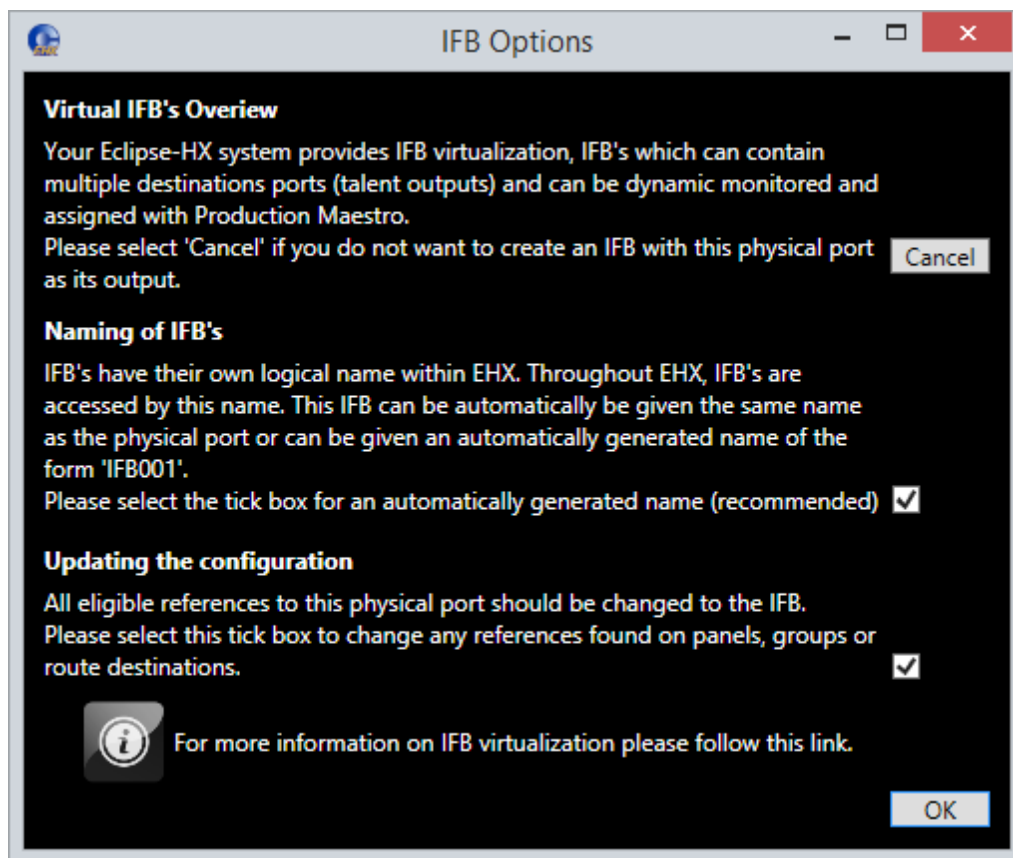 IFB Options
Virtual IFB's Overiew
Your Eclipse-HX system provides IFB virtualization, IFB's which can contain
multiple destinations ports (talent outputs) and can be dynamic monitored and
assigned with Production Maestro.
Please select 'Cancel' if you do not want to create an IFB with this physical port
as its output.
Cancel
Naming of IFB's
IFB's have their own logical name within EHX. Throughout EHX, IFB's are
accessed by this name. This IFB can be automatically be given the same name
as the physical port or can be given an automatically generated name of the
form 'IFB001'.
Please select the tick box for an automatically generated name (recommended)
Updating the configuration
All eligible references to this physical port should be changed to the IFB.
Please select this tick box to change any references found on panels, groups or
route destinations.
For more information on IFB virtualization please follow this link.
OK